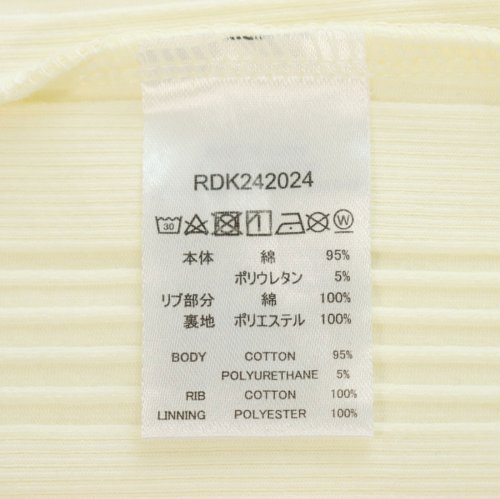 RDK242024
30 W
本体 綿 95%
ポリウレタン 5%
リブ部分 綿 100%
裏地 ポリエステル 100%
BODY COTTON 95%
POLYURETHANE 5%
RIB COTTON 100%
LINNING POLYESTER 100%